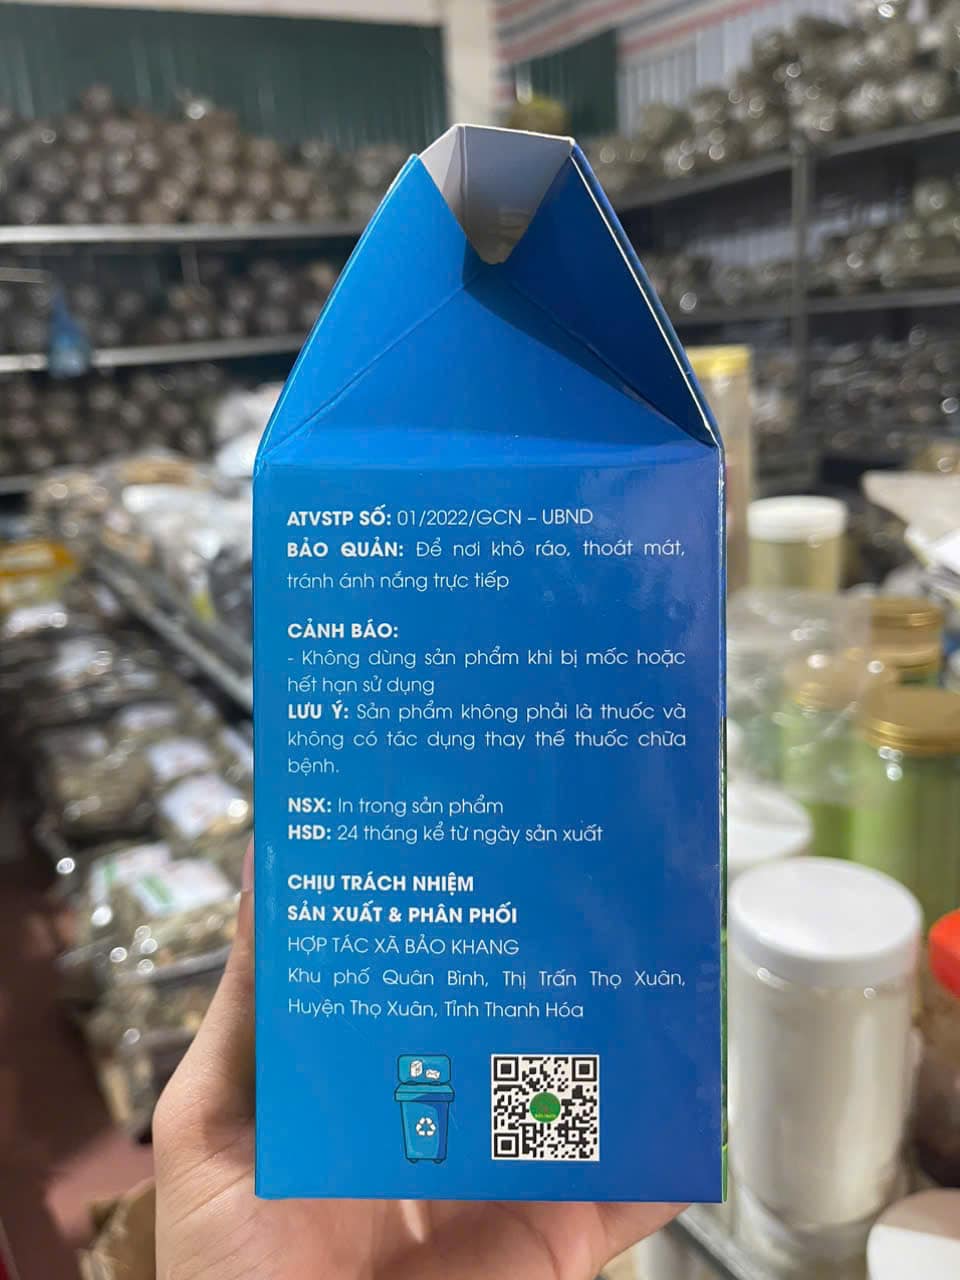 ATVSTP SỐ: 01/2022/GCN – UBND
BẢO QUẢN: Để nơi khô ráo, thoát mát,
tránh ánh nắng trực tiếp
CẢNH BÁO:
- Không dùng sản phẩm khi bị mốc hoặc
hết hạn sử dụng
LƯU Ý: Sản phẩm không phải là thuốc và
không có tác dụng thay thế thuốc chữa
bệnh.
NSX: In trong sản phẩm
HSD: 24 tháng kể từ ngày sản xuất
CHỊU TRÁCH NHIỆM
SẢN XUẤT & PHÂN PHỐI
HỢP TÁC XÃ BẢO KHANG
Khu phố Quân Bình, Thị Trấn Thọ Xuân,
Huyện Thọ Xuân, Tỉnh Thanh Hóa